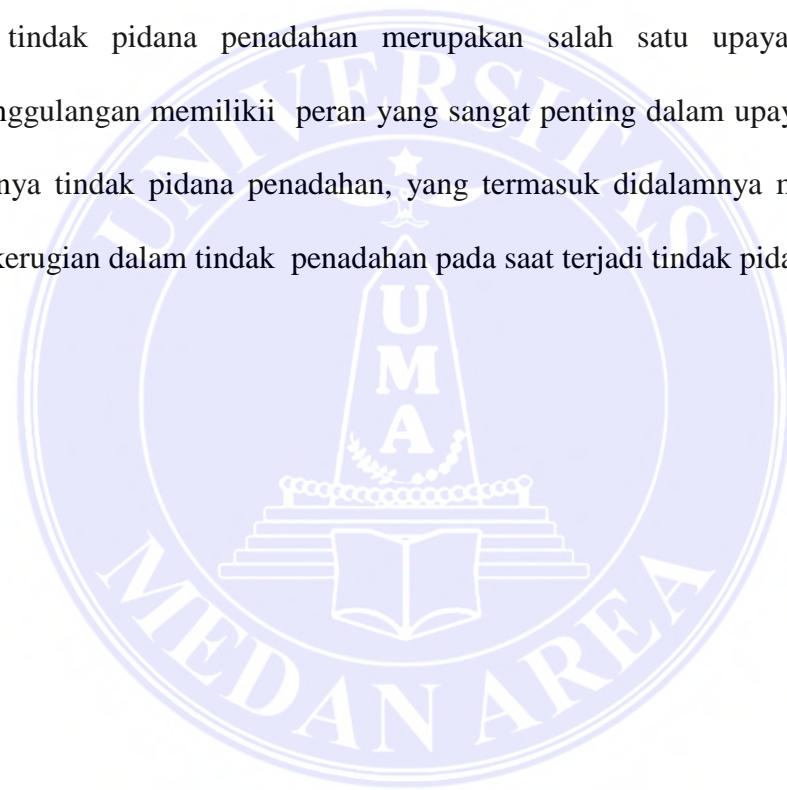 tindak pidana penadahan merupakan salah satu upaya
nggulangan memilikii peran yang sangat penting dalam upay
nya tindak pidana penadahan, yang termasuk didalamnya m
kerugian dalam tindak penadahan pada saat terjadi tindak pida
UNIVERSITAS
UMA
MEDAN AREA